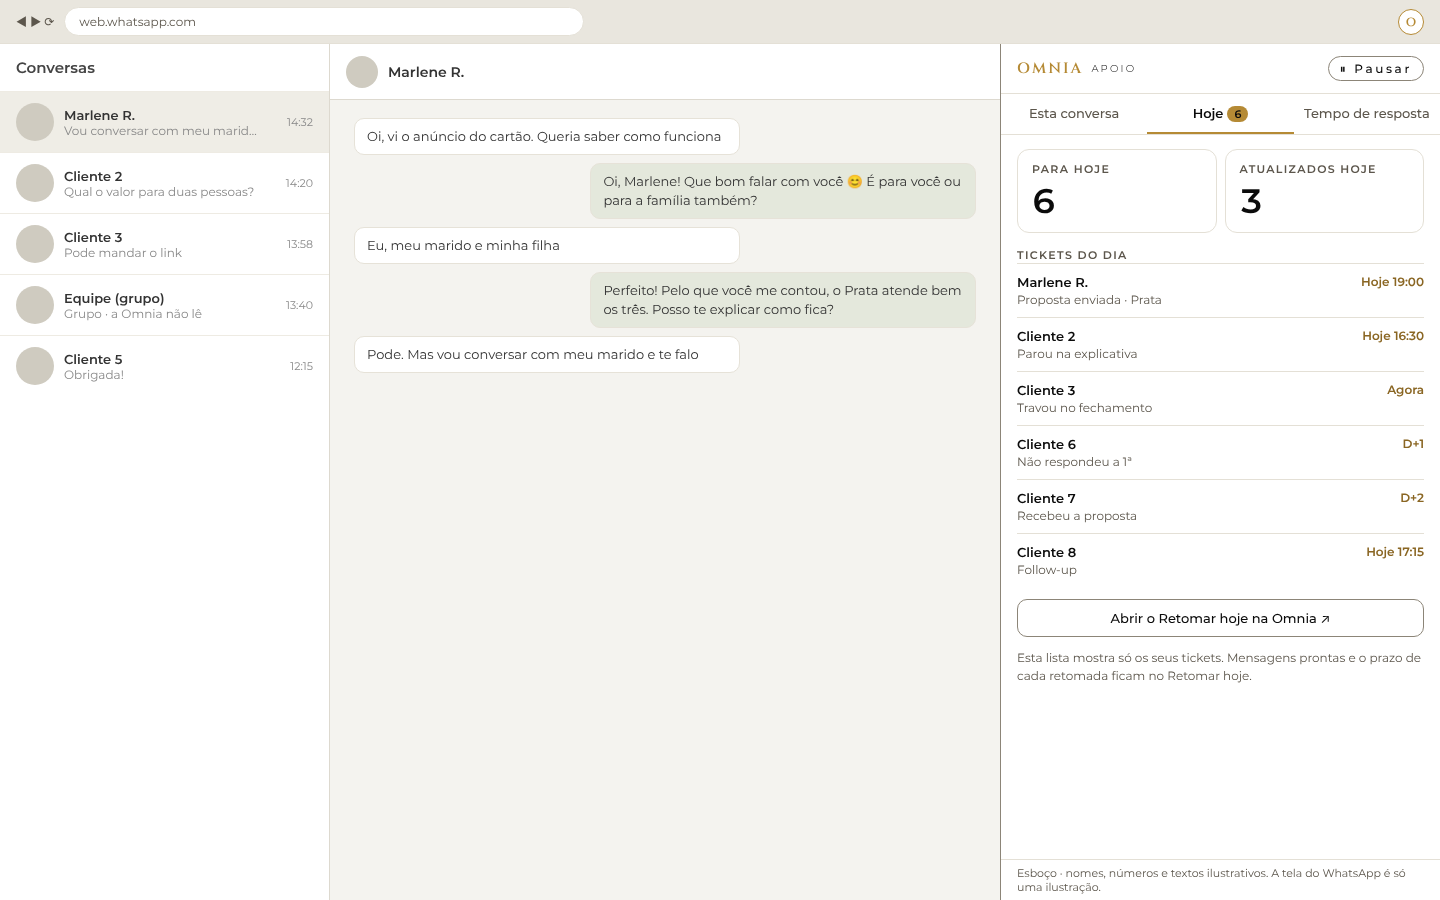 web.whatsapp.com
O
Conversas
Marlene R.
Vou conversar com meu marid...
14:32
Cliente 2
Qual o valor para duas pessoas?
14:20
Cliente 3
Pode mandar o link
13:58
Equipe (grupo)
Grupo · a Omnia não lê
13:40
Cliente 5
Obrigada!
12:15
Marlene R.
Oi, vi o anúncio do cartão. Queria saber como funciona
Oi, Marlene! Que bom falar com você 😊 É para você ou
para a família também?
Eu, meu marido e minha filha
Perfeito! Pelo que você me contou, o Prata atende bem
os três. Posso te explicar como fica?
Pode. Mas vou conversar com meu marido e te falo
OMNIA APOIO
Pausar
Esta conversa
Hoje 6
Tempo de resposta
PARA HOJE
6
ATUALIZADOS HOJE
3
TICKETS DO DIA
Marlene R.
Hoje 19:00
Proposta enviada · Prata
Cliente 2
Hoje 16:30
Parou na explicativa
Cliente 3
Agora
Travou no fechamento
Cliente 6
D+1
Não respondeu a 1ª
Cliente 7
D+2
Recebeu a proposta
Cliente 8
Hoje 17:15
Follow-up
Abrir o Retomar hoje na Omnia ↗
Esta lista mostra só os seus tickets. Mensagens prontas e o prazo de
cada retomada ficam no Retomar hoje.
Esboço · nomes, números e textos ilustrativos. A tela do WhatsApp é só
uma ilustração.